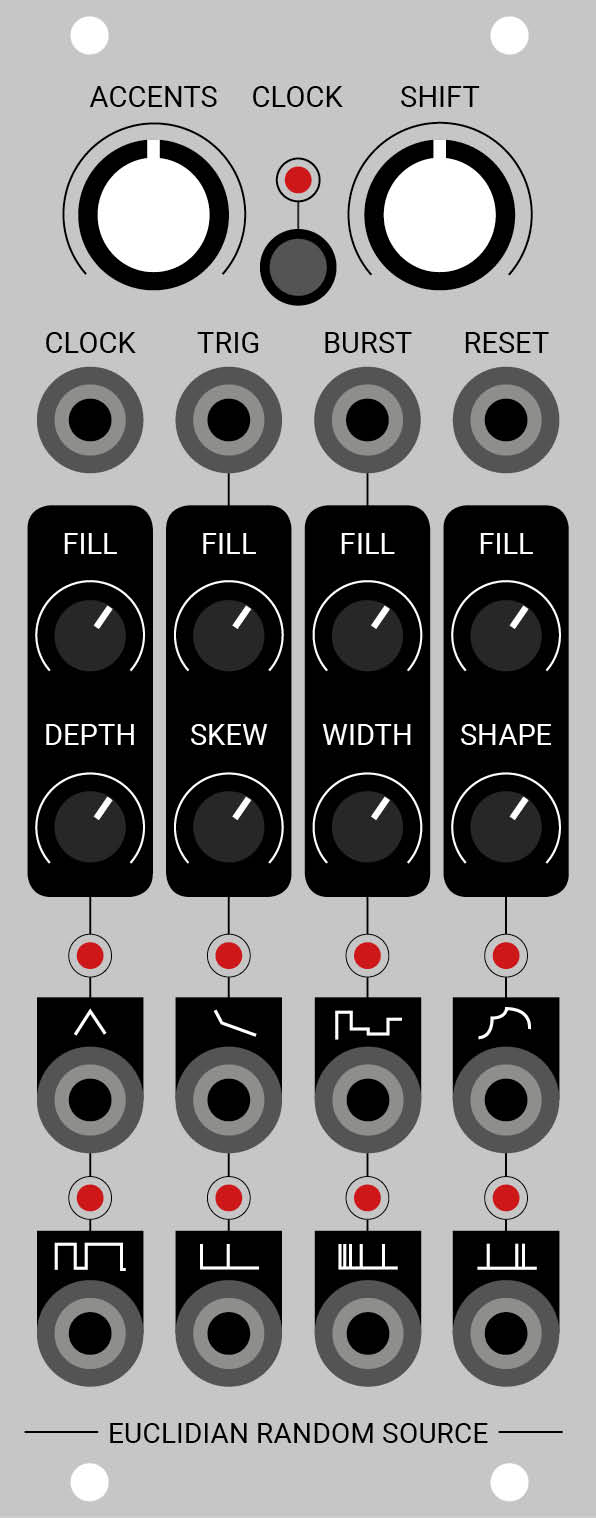 ACCENTS CLOCK SHIFT
CLOCK TRIG BURST RESET
FILL FILL FILL FILL
DEPTH SKEW WIDTH SHAPE
EUCLIDIAN RANDOM SOURCE